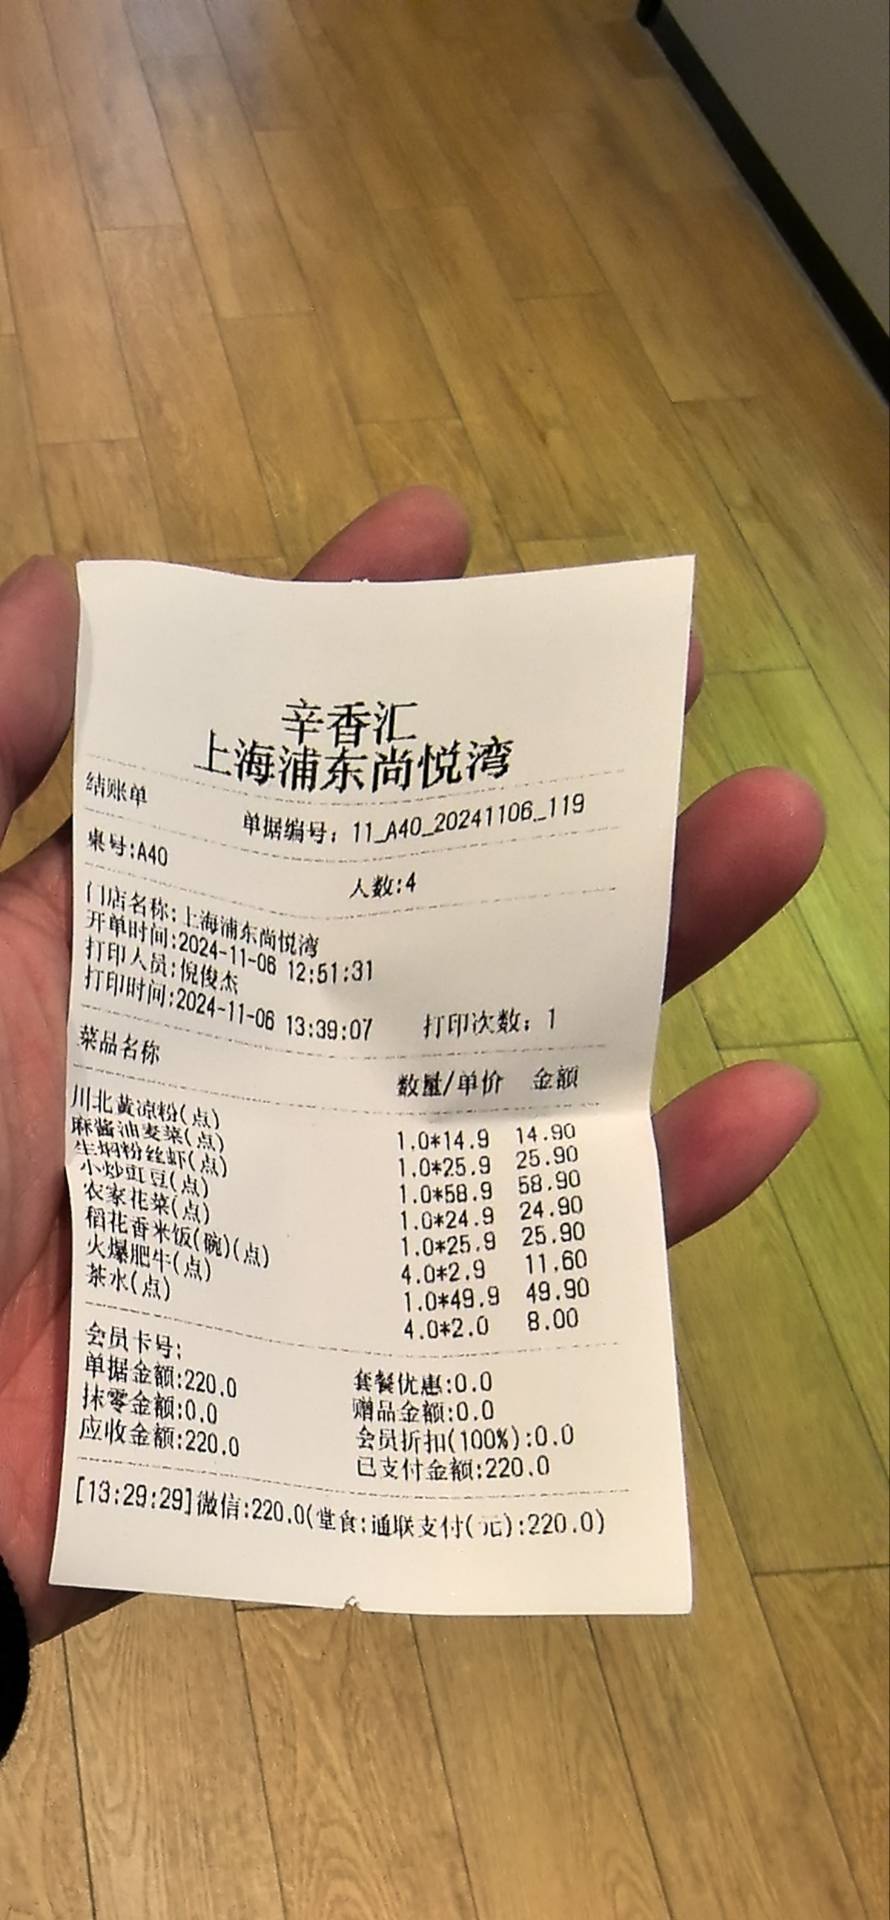 辛香汇
上海浦东尚悦湾
结账单 单据编号：11_A40_20241106_119
桌号:A40 人数:4
门店名称:上海浦东尚悦湾
开单时间:2024-11-06 12:51:31
打印人员:倪俊杰
打印时间:2024-11-06 13:39:07 打印次数：1
菜品名称 数量/单价 金额
川北黄凉粉(点) 1.0*14.9 14.90
麻酱油麦菜(点) 1.0*25.9 25.90
生焗粉丝虾(点) 1.0*58.9 58.90
小炒豇豆(点) 1.0*24.9 24.90
农家花菜(点) 1.0*25.9 25.90
稻花香米饭(碗)(点) 4.0*2.9 11.60
火爆肥牛(点) 1.0*49.9 49.90
茶水(点) 4.0*2.0 8.00
会员卡号:
单据金额:220.0 套餐优惠:0.0
抹零金额:0.0 赠品金额:0.0
应收金额:220.0 会员折扣(100%):0.0
已支付金额:220.0
[13:29:29]微信:220.0(堂食:通联支付(元):220.0)